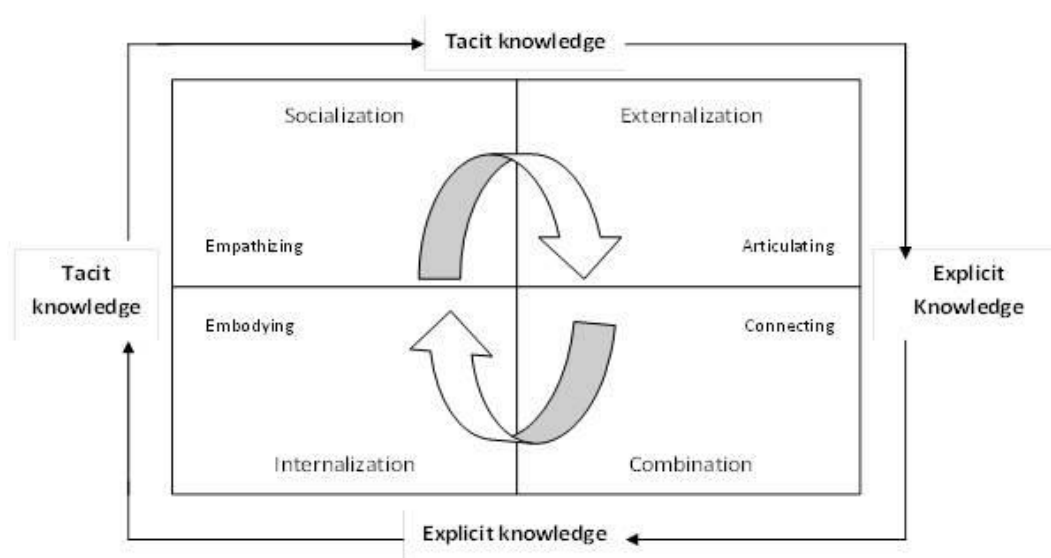 Tacit knowledge
Socialization
Externalization
Empathizing
Articulating
Tacit
knowledge
Explicit
Knowledge
Embodying
Connecting
Internalization
Combination
Explicit knowledge